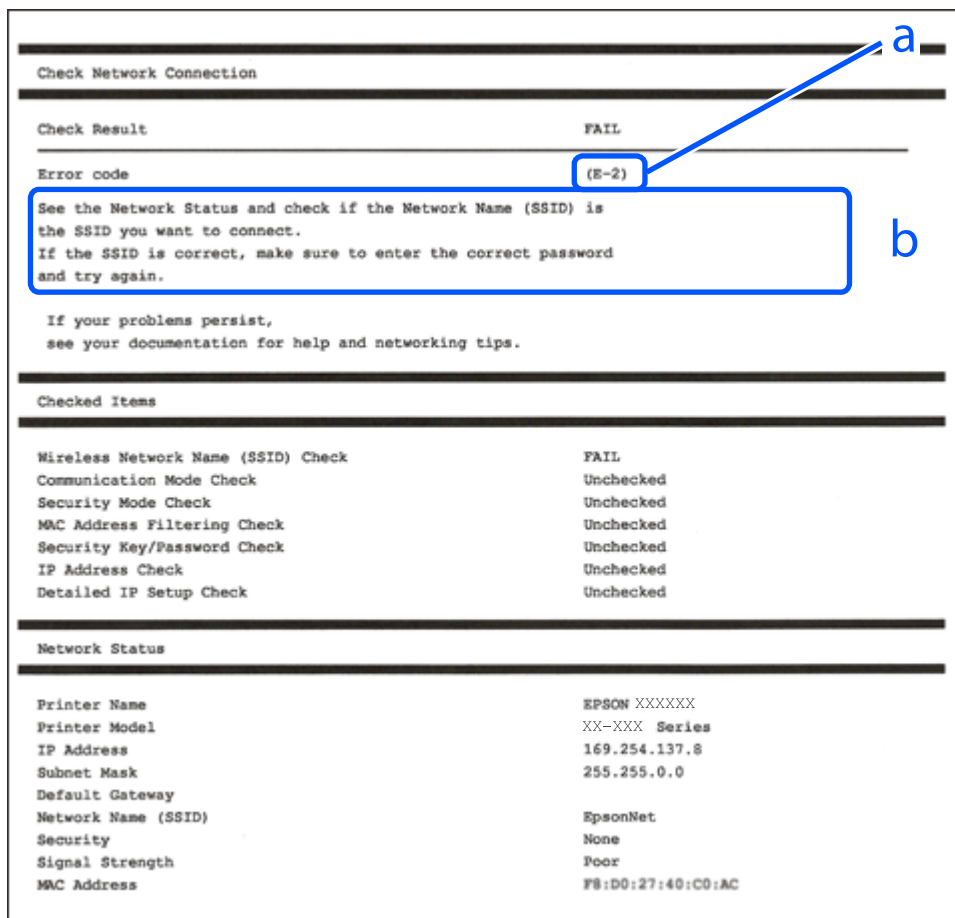 a
Check Network Connection
Check Result FAIL
Error code (E-2)
See the Network Status and check if the Network Name (SSID) is
the SSID you want to connect.
If the SSID is correct, make sure to enter the correct password
and try again.
b
If your problems persist,
see your documentation for help and networking tips.
Checked Items
Wireless Network Name (SSID) Check FAIL
Communication Mode Check Unchecked
Security Mode Check Unchecked
MAC Address Filtering Check Unchecked
Security Key/Password Check Unchecked
IP Address Check Unchecked
Detailed IP Setup Check Unchecked
Network Status
Printer Name EPSON XXXXXX
Printer Model XX-XXX Series
IP Address 169.254.137.8
Subnet Mask 255.255.0.0
Default Gateway
Network Name (SSID) EpsonNet
Security None
Signal Strength Poor
MAC Address F8:D0:27:40:C0:AC